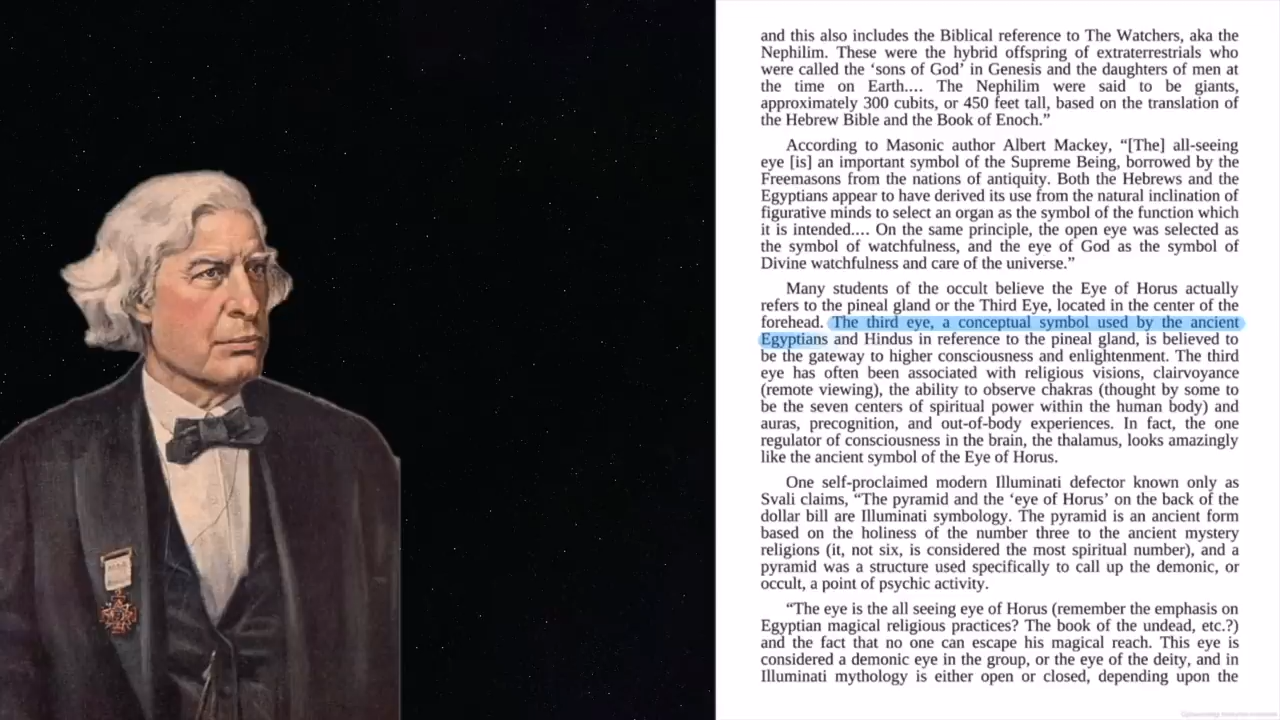 and this also includes the Biblical reference to The Watchers, aka the
Nephilim. These were the hybrid offspring of extraterrestrials who
were called the ‘sons of God’ in Genesis and the daughters of men at
the time on Earth.... The Nephilim were said to be giants,
approximately 300 cubits, or 450 feet tall, based on the translation of
the Hebrew Bible and the Book of Enoch.”
According to Masonic author Albert Mackey, “[The] all-seeing
eye [is] an important symbol of the Supreme Being, borrowed by the
Freemasons from the nations of antiquity. Both the Hebrews and the
Egyptians appear to have derived its use from the natural inclination of
figurative minds to select an organ as the symbol of the function which
it is intended.... On the same principle, the open eye was selected as
the symbol of watchfulness, and the eye of God as the symbol of
Divine watchfulness and care of the universe.”
Many students of the occult believe the Eye of Horus actually
refers to the pineal gland or the Third Eye, located in the center of the
forehead. The third eye, a conceptual symbol used by the ancient
Egyptians and Hindus in reference to the pineal gland, is believed to
be the gateway to higher consciousness and enlightenment. The third
eye has often been associated with religious visions, clairvoyance
(remote viewing), the ability to observe chakras (thought by some to
be the seven centers of spiritual power within the human body) and
auras, precognition, and out-of-body experiences. In fact, the one
regulator of consciousness in the brain, the thalamus, looks amazingly
like the ancient symbol of the Eye of Horus.
One self-proclaimed modern Illuminati defector known only as
Svali claims, “The pyramid and the ‘eye of Horus’ on the back of the
dollar bill are Illuminati symbology. The pyramid is an ancient form
based on the holiness of the number three to the ancient mystery
religions (it, not six, is considered the most spiritual number), and a
pyramid was a structure used specifically to call up the demonic, or
occult, a point of psychic activity.
“The eye is the all seeing eye of Horus (remember the emphasis on
Egyptian magical religious practices? The book of the undead, etc.?)
and the fact that no one can escape his magical reach. This eye is
considered a demonic eye in the group, or the eye of the deity, and in
Illuminati mythology is either open or closed, depending upon the